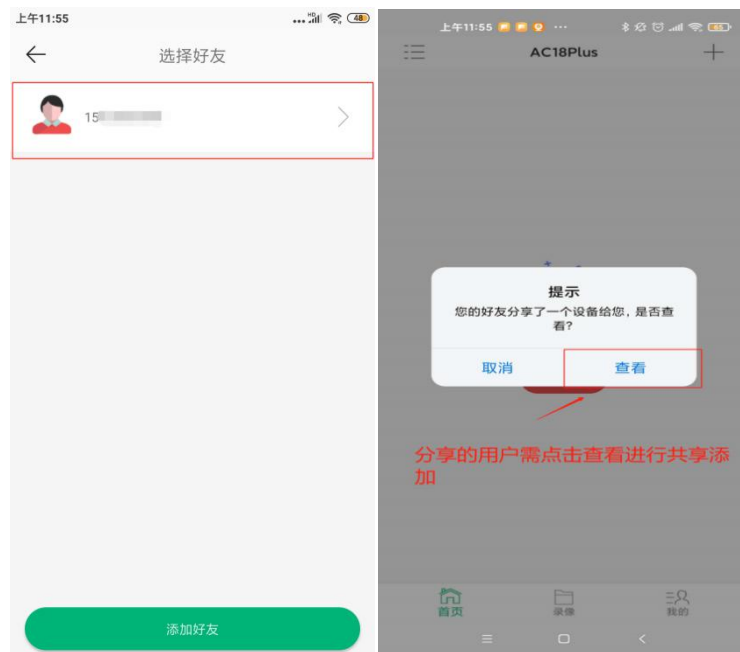 上午11:55
HD
48
选择好友
15
添加好友
上午11:55
65
AC18Plus
提示
您的好友分享了一个设备给您，是否查
看?
取消
查看
分享的用户需点击查看进行共享添
加
首页
录像
我的